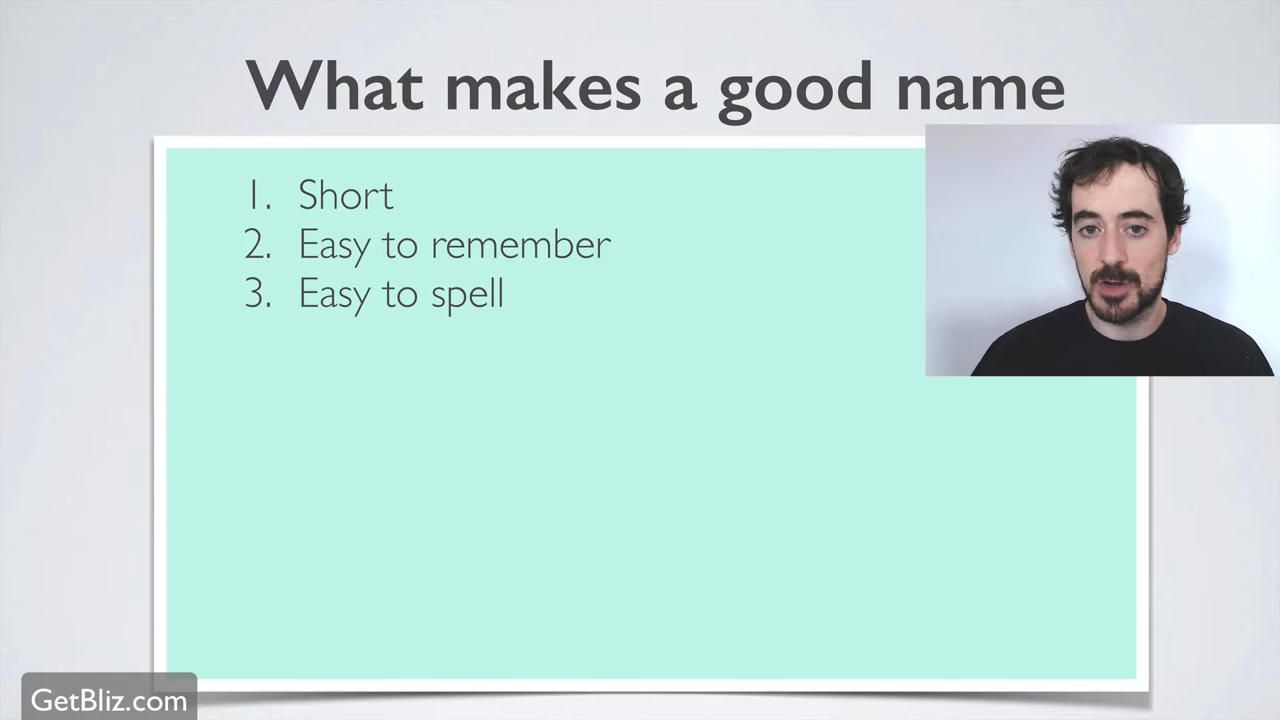 What makes a good name
1. Short
2. Easy to remember
3. Easy to spell
GetBliz.com